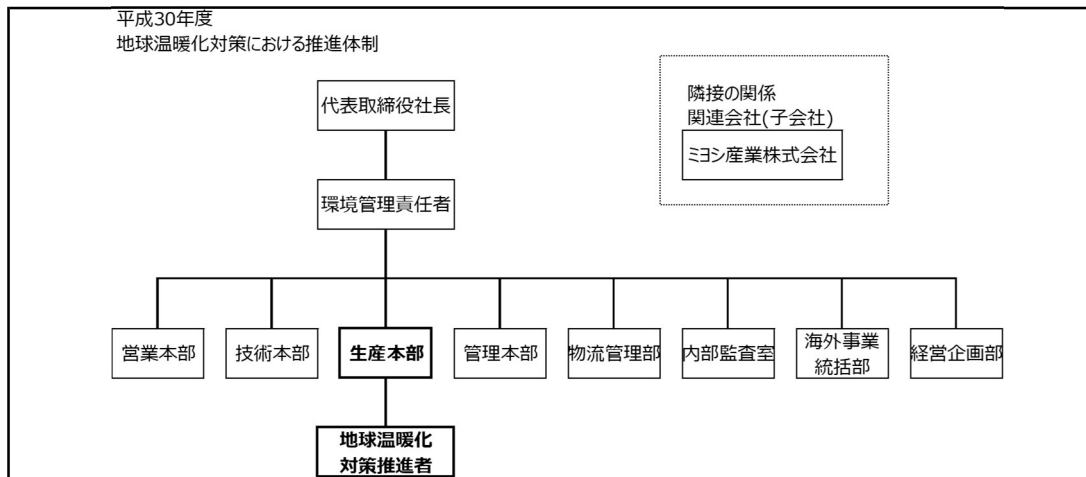 平成30年度
地球温暖化対策における推進体制
隣接の関係
関連会社(子会社)
ミヨシ産業株式会社
代表取締役社長
環境管理責任者
営業本部
技術本部
生産本部
管理本部
物流管理部
内部監査室
海外事業
統括部
経営企画部
地球温暖化
対策推進者